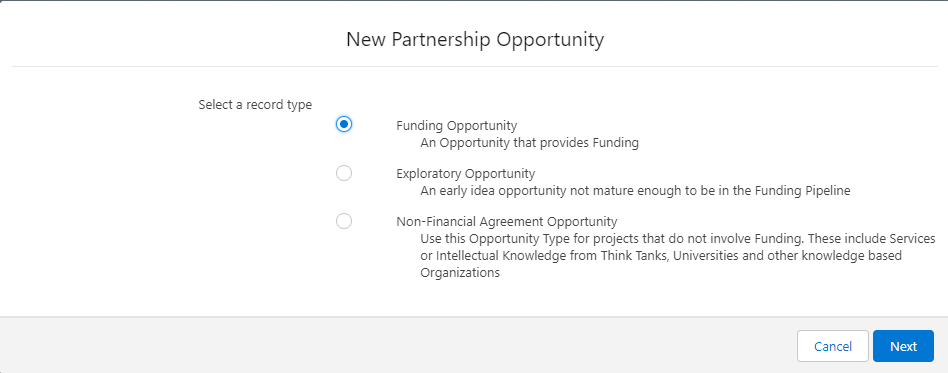 New Partnership Opportunity
Select a record type
Funding Opportunity
An Opportunity that provides Funding
Exploratory Opportunity
An early idea opportunity not mature enough to be in the Funding Pipeline
Non-Financial Agreement Opportunity
Use this Opportunity Type for projects that do not involve Funding. These include Services
or Intellectual Knowledge from Think Tanks, Universities and other knowledge based
Organizations
Cancel
Next